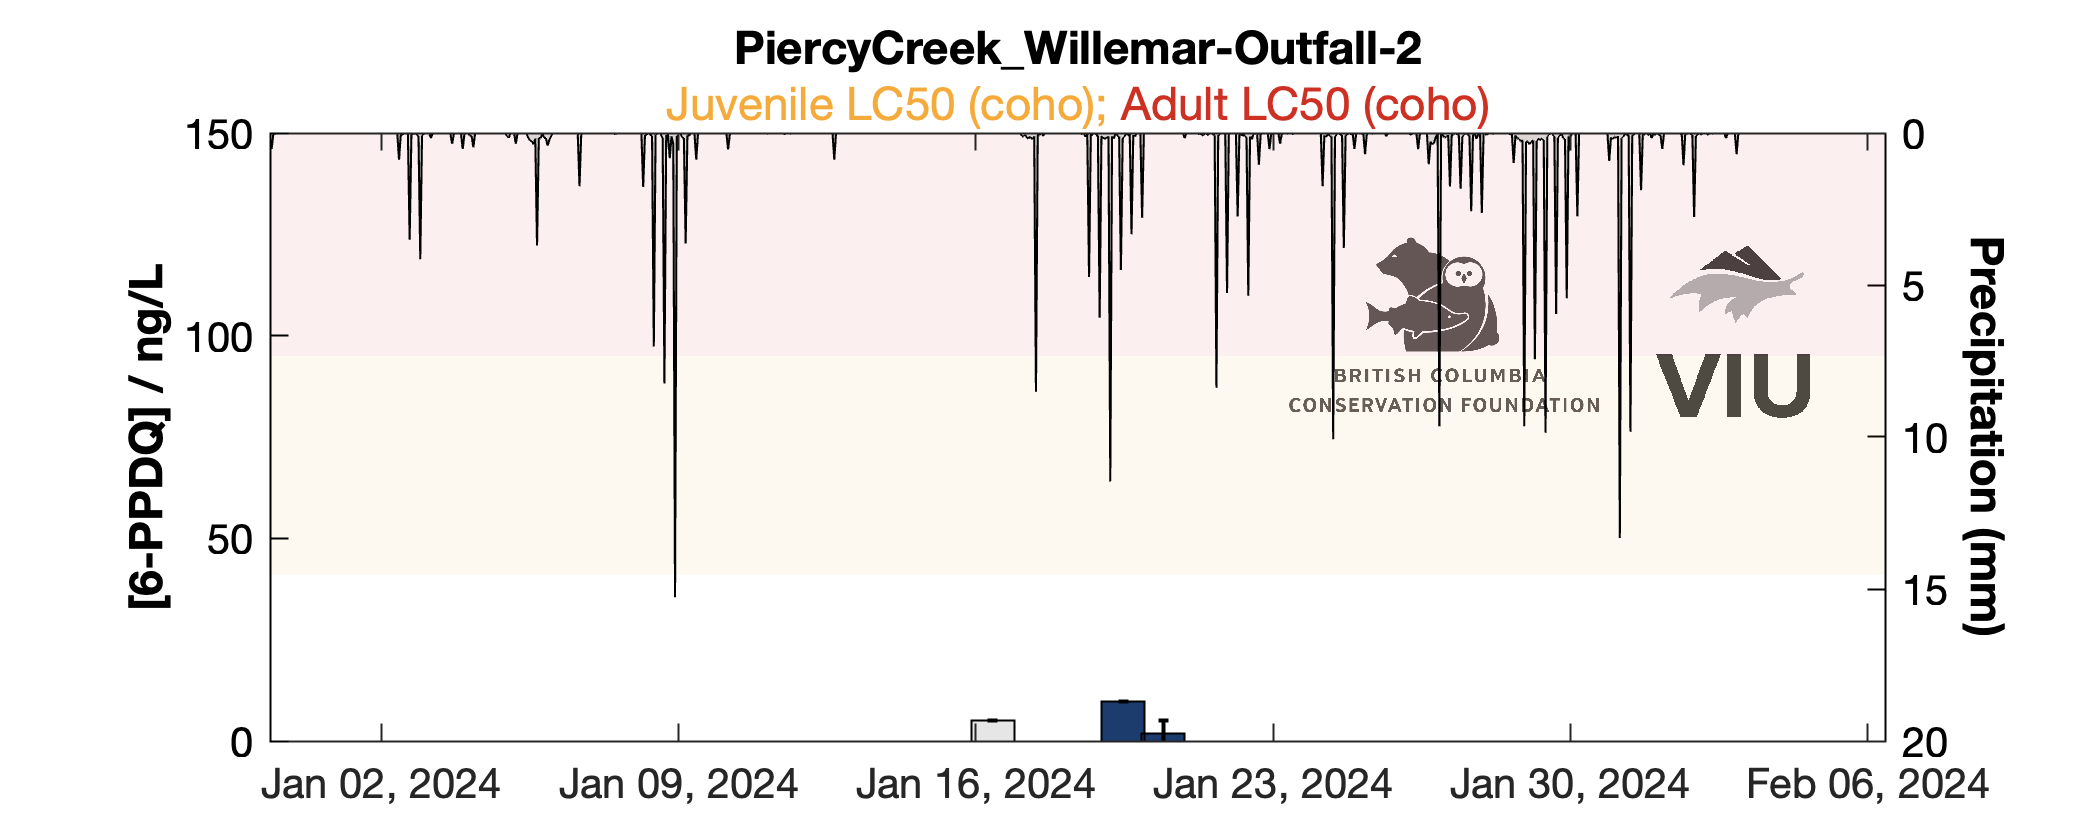 PiercyCreek_Willemar-Outfall-2
Juvenile LC50 (coho); Adult LC50 (coho)
150
100
50
0
[6-PPDQ] / ng/L
0
5
10
15
20
Precipitation (mm)
BRITISH COLUMBIA
CONSERVATION FOUNDATION
VIU
Jan 02, 2024
Jan 09, 2024
Jan 16, 2024
Jan 23, 2024
Jan 30, 2024
Feb 06, 2024